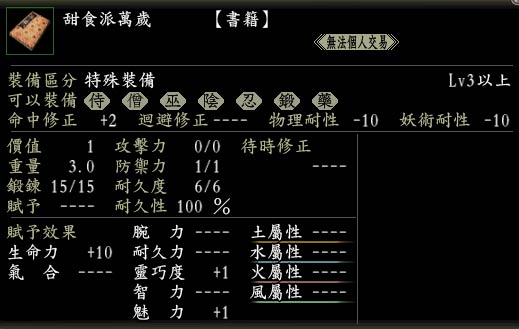 甜食派萬歲 【書籍】
無法個人交易
裝備區分 特殊裝備 Lv3以上
可以裝備 侍 僧 巫 陰 忍 鍛 藥
命中修正 +2 迴避修正 ---- 物理耐性 -10 妖術耐性 -10
價值 1 攻擊力 0/0 待時修正
重量 3.0 防禦力 1/1 ----
鍛鍊 15/15 耐久度 6/6
賦予 ---- 耐久性 100 %
賦予效果 腕 力 ---- 土屬性 ----
生命力 +10 耐久力 ---- 水屬性 ----
氣 合 ---- 靈巧度 +1 火屬性 ----
智 力 ---- 風屬性 ----
魅 力 +1